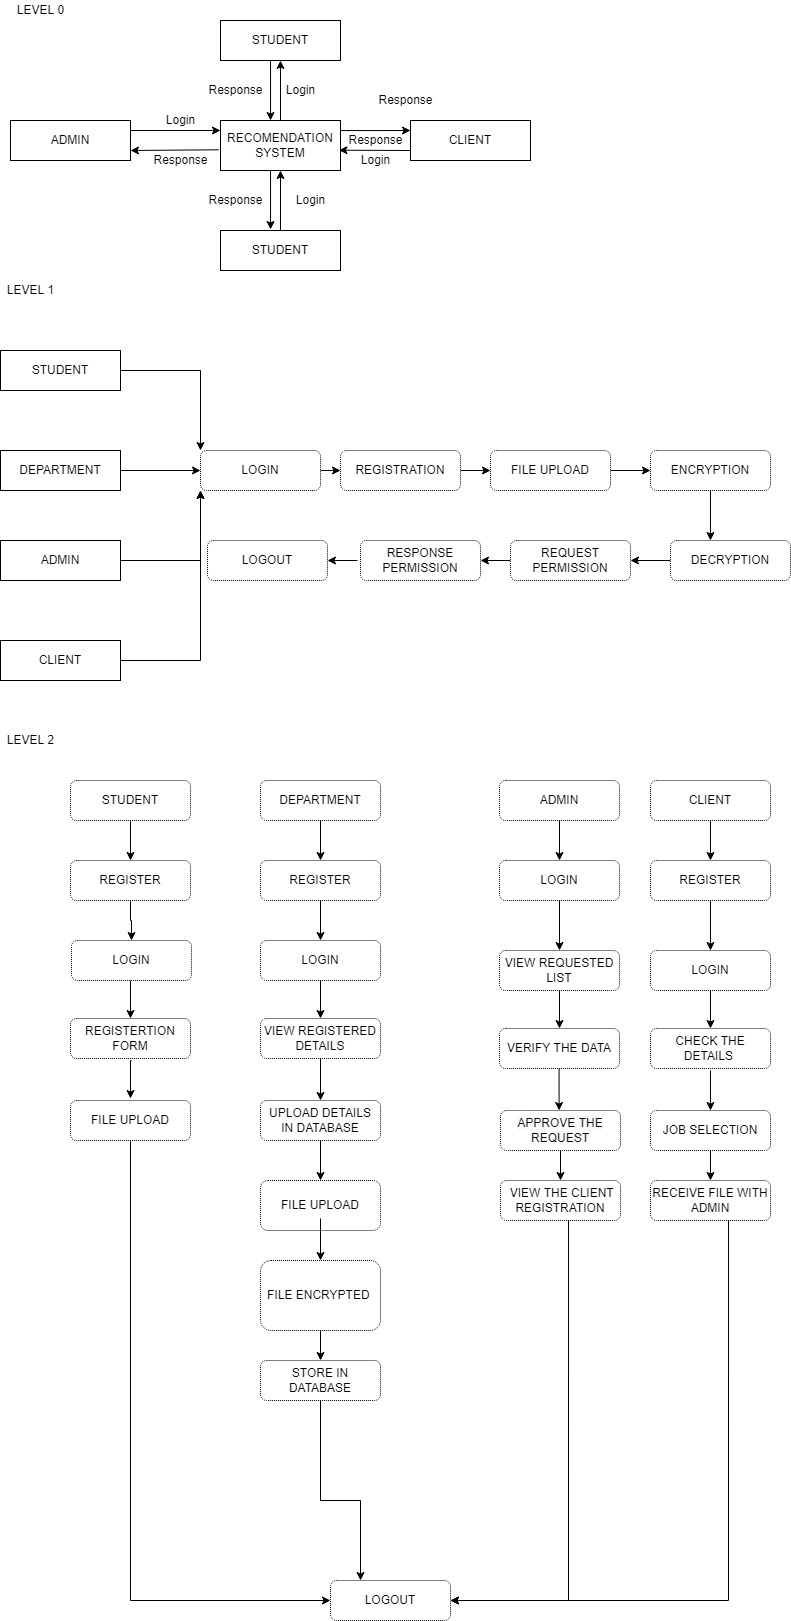 LEVEL 0
STUDENT
Response
Login
Response
Login
ADMIN
RECOMENDATION
SYSTEM
Response
CLIENT
Response
Login
Response
Login
STUDENT
LEVEL 1
STUDENT
DEPARTMENT
LOGIN
REGISTRATION
FILE UPLOAD
ENCRYPTION
ADMIN
LOGOUT
RESPONSE
PERMISSION
REQUEST
PERMISSION
DECRYPTION
CLIENT
LEVEL 2
STUDENT
DEPARTMENT
ADMIN
CLIENT
REGISTER
REGISTER
LOGIN
REGISTER
LOGIN
LOGIN
VIEW REQUESTED
LIST
LOGIN
REGISTERTION
FORM
VIEW REGISTERED
DETAILS
VERIFY THE DATA
CHECK THE
DETAILS
FILE UPLOAD
UPLOAD DETAILS
IN DATABASE
APPROVE THE
REQUEST
JOB SELECTION
FILE UPLOAD
VIEW THE CLIENT
REGISTRATION
RECEIVE FILE WITH
ADMIN
FILE ENCRYPTED
STORE IN
DATABASE
LOGOUT